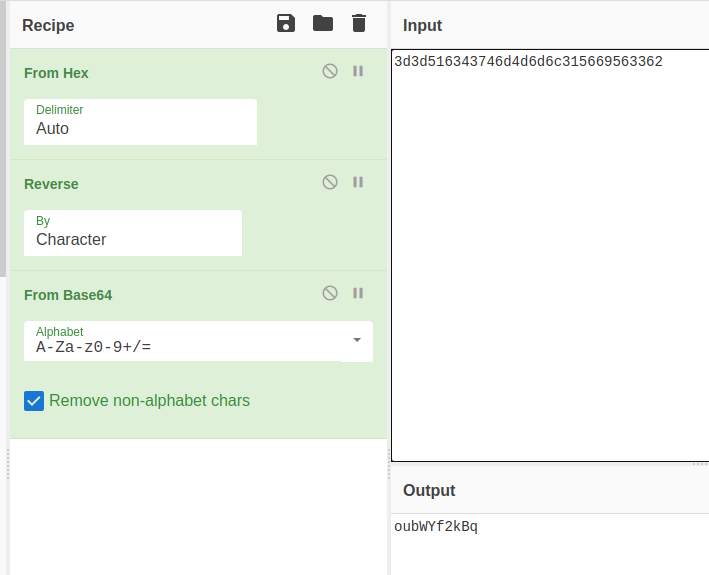 Recipe
From Hex
Delimiter
Auto
Reverse
By
Character
From Base64
Alphabet
A-Za-z0-9+/=
Remove non-alphabet chars
Input
3d3d516343746d4d6d6c315669563362
Output
oubWYf2kBq